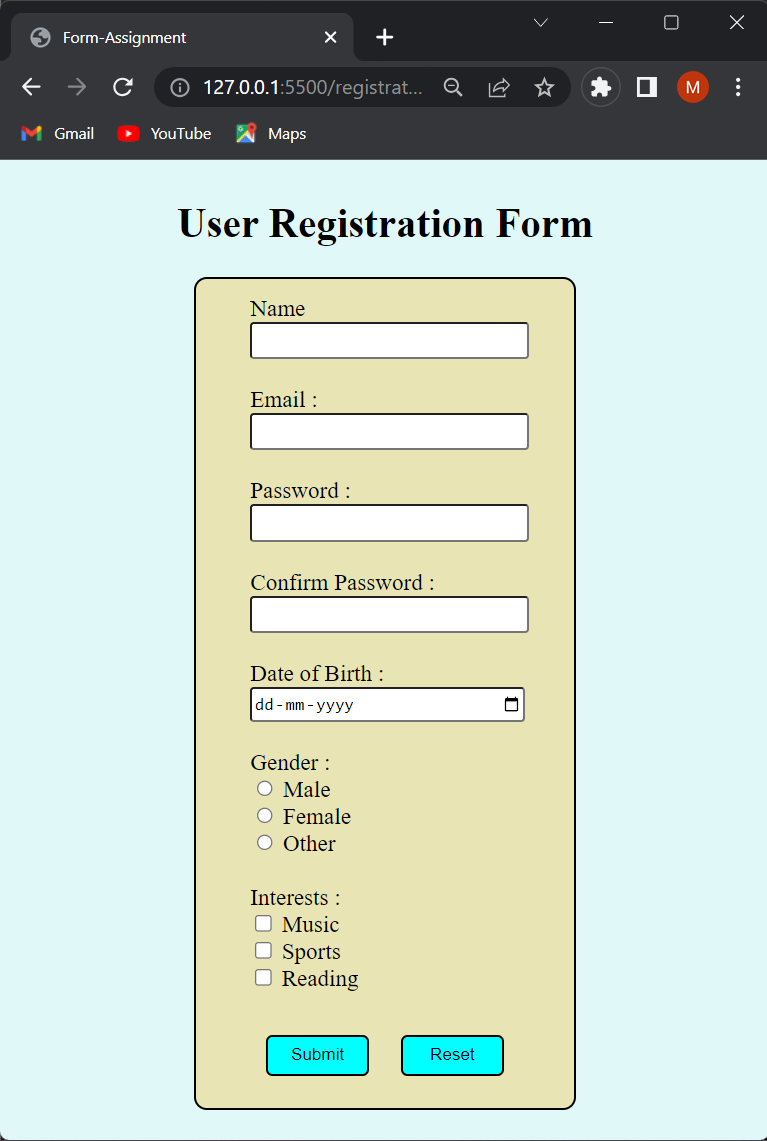 Form-Assignment
127.0.0.1:5500/registrat...
M
Gmail YouTube Maps
User Registration Form
Name
Email :
Password :
Confirm Password :
Date of Birth :
dd-mm-yyyy
Gender :
Male
Female
Other
Interests :
Music
Sports
Reading
Submit Reset